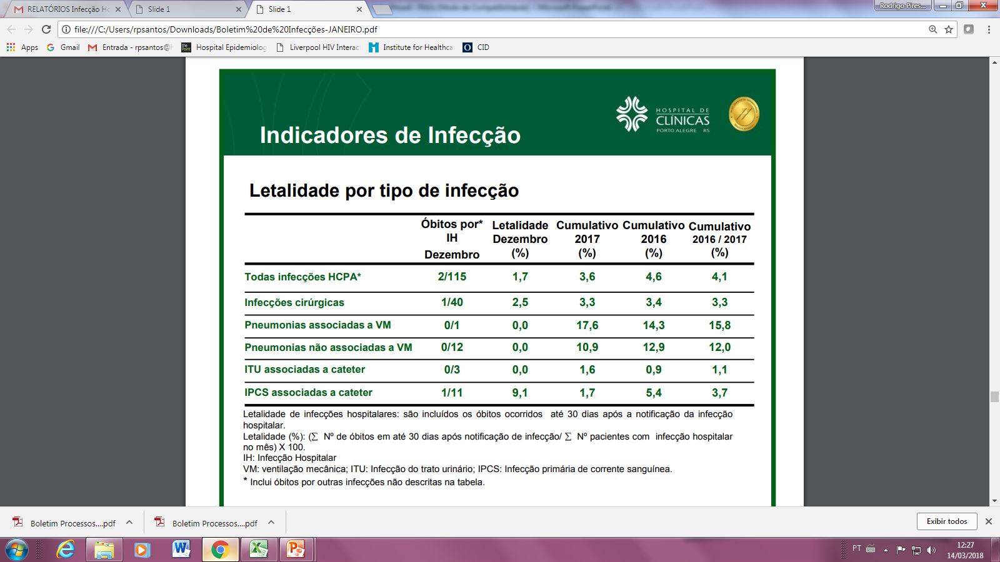 RELATÓRIOS Infecção Ho
Slide 1
Slide 1
Rodrigo Pires...
file:///C:/Users/rpsantos/Downloads/Boletim%20de%20Infecções-JANEIRO.pdf
Apps Gmail Entrada - rpsantos@h Hospital Epidemiolog Liverpool HIV Interac Institute for Healthca CID
HOSPITAL DE
CLÍNICAS
PORTO ALEGRE RS
Indicadores de Infecção
Letalidade por tipo de infecção
Óbitos por* IH Dezembro
Letalidade Dezembro (%)
Cumulativo 2017 (%)
Cumulativo 2016 (%)
Cumulativo 2016 / 2017 (%)
Todas infecções HCPA* 2/115 1,7 3,6 4,6 4,1
Infecções cirúrgicas 1/40 2,5 3,3 3,4 3,3
Pneumonias associadas a VM 0/1 0,0 17,6 14,3 15,8
Pneumonias não associadas a VM 0/12 0,0 10,9 12,9 12,0
ITU associadas a cateter 0/3 0,0 1,6 0,9 1,1
IPCS associadas a cateter 1/11 9,1 1,7 5,4 3,7
Letalidade de infecções hospitalares: são incluídos os óbitos ocorridos até 30 dias após a notificação da infecção
hospitalar.
Letalidade (%): (∑ Nº de óbitos em até 30 dias após notificação de infecção/ ∑ Nº pacientes com infecção hospitalar
no mês) X 100.
IH: Infecção Hospitalar
VM: ventilação mecânica; ITU: Infecção do trato urinário; IPCS: Infecção primária de corrente sanguínea.
* Inclui óbitos por outras infecções não descritas na tabela.
Boletim Processos....pdf
Boletim Processos....pdf
Exibir todos
PT
12:27
14/03/2018